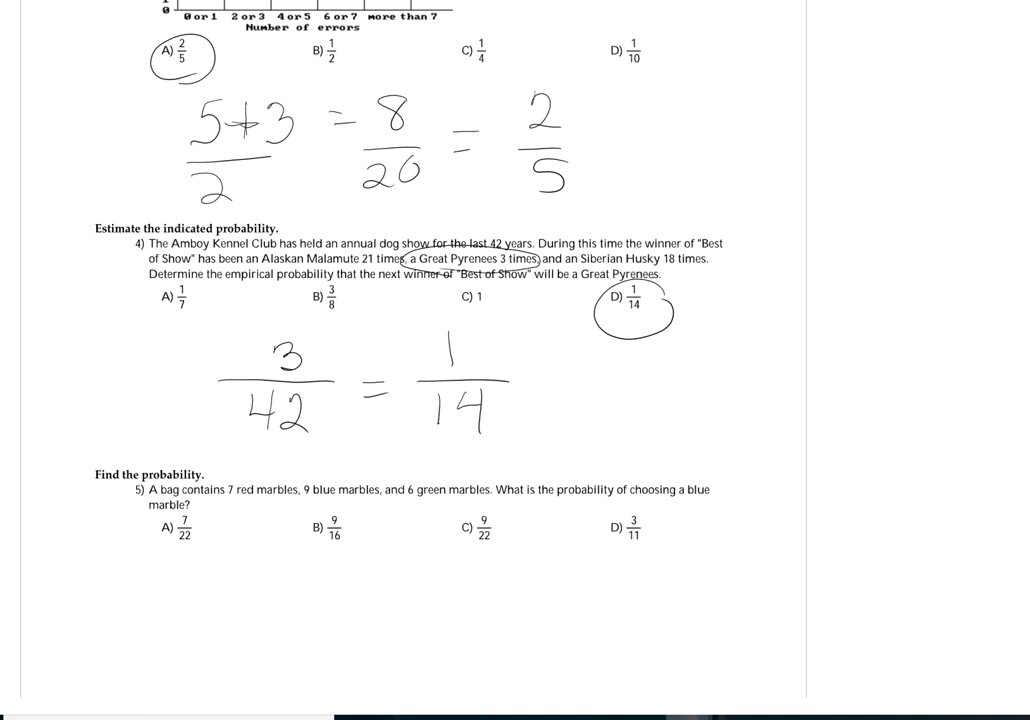 0
0 or 1 2 or 3 4 or 5 6 or 7 More than 7
Number of errors
A) 2/5 B) 1/2 C) 1/4 D) 1/10
5+3/2 = 8/20 = 2/5
Estimate the indicated probability.
4) The Amboy Kennel Club has held an annual dog show for the last 42 years. During this time the winner of "Best
of Show" has been an Alaskan Malamute 21 times, a Great Pyrenees 3 times, and an Siberian Husky 18 times.
Determine the empirical probability that the next winner of "Best of Show" will be a Great Pyrenees.
A) 1/7 B) 3/8 C) 1 D) 1/14
3/42 = 1/14
Find the probability.
5) A bag contains 7 red marbles, 9 blue marbles, and 6 green marbles. What is the probability of choosing a blue
marble?
A) 7/22 B) 9/16 C) 9/22 D) 3/11